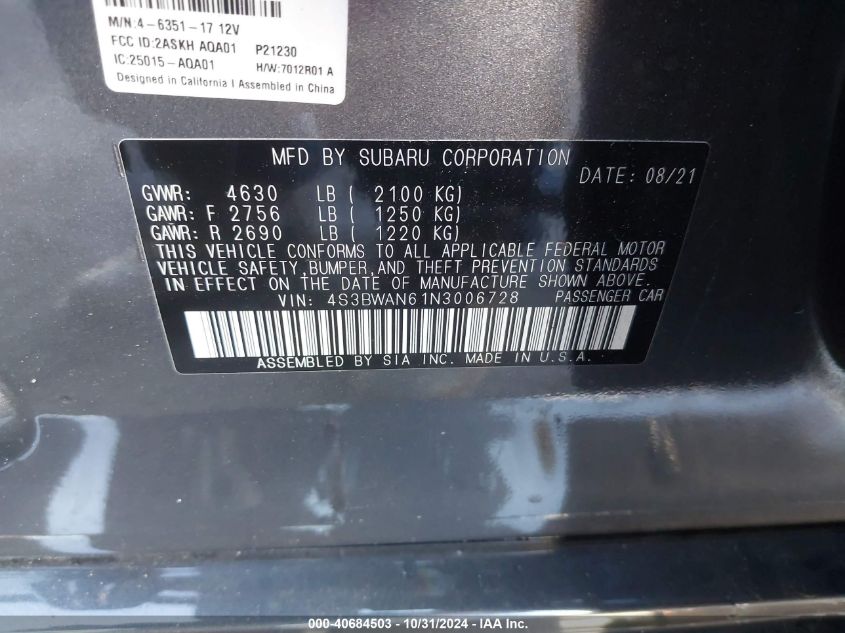 M/N:4-6351-17 12V
FCC ID:2ASKH AQA01 P21230
IC:25015-AQA01 H/W:7012R01 A
Designed in California I Assembled in China
MFD BY SUBARU CORPORATION
DATE: 08/21
GVWR: 4630 LB ( 2100 KG)
GAWR: F 2756 LB ( 1250 KG)
GAWR: R 2690 LB ( 1220 KG)
THIS VEHICLE CONFORMS TO ALL APPLICABLE FEDERAL MOTOR
VEHICLE SAFETY,BUMPER,AND THEFT PREVENTION STANDARDS
IN EFFECT ON THE DATE OF MANUFACTURE SHOWN ABOVE.
VIN: 4S3BWAN61N3006728 PASSENGER CAR
ASSEMBLED BY SIA INC. MADE IN U.S.A.
000-40684503 - 10/31/2024 - IAA Inc.